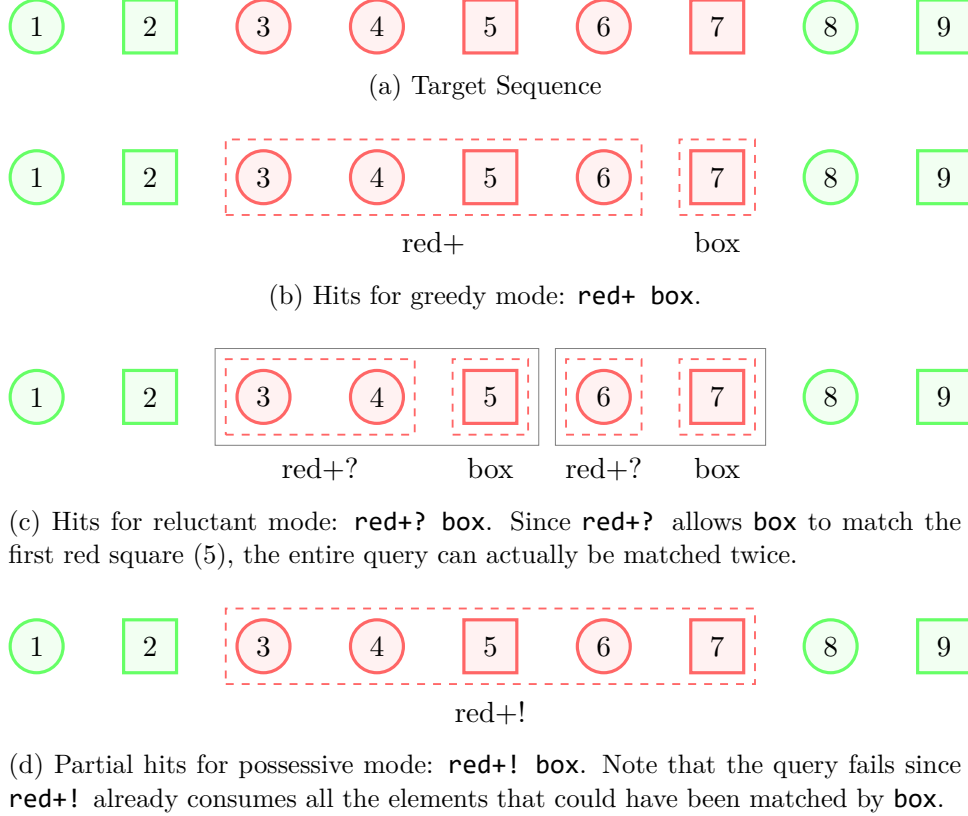 1 2 3 4 5 6 7 8 9
(a) Target Sequence
1 2 3 4 5 6 7 8 9
red+ box
(b) Hits for greedy mode: red+ box.
1 2 3 4 5 6 7 8 9
red+? box red+? box
(c) Hits for reluctant mode: red+? box. Since red+? allows box to match the
first red square (5), the entire query can actually be matched twice.
1 2 3 4 5 6 7 8 9
red+!
(d) Partial hits for possessive mode: red+! box. Note that the query fails since
red+! already consumes all the elements that could have been matched by box.